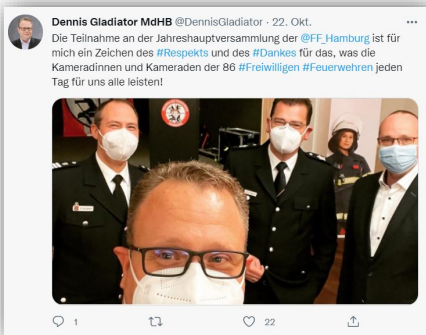 Dennis Gladiator MdHB @DennisGladiator · 22. Okt.
Die Teilnahme an der Jahreshauptversammlung der @FF_Hamburg ist für
mich ein Zeichen des #Respekts und des #Dankes für das, was die
Kameradinnen und Kameraden der 86 #Freiwilligen #Feuerwehren jeden
Tag für uns alle leisten!
1
22